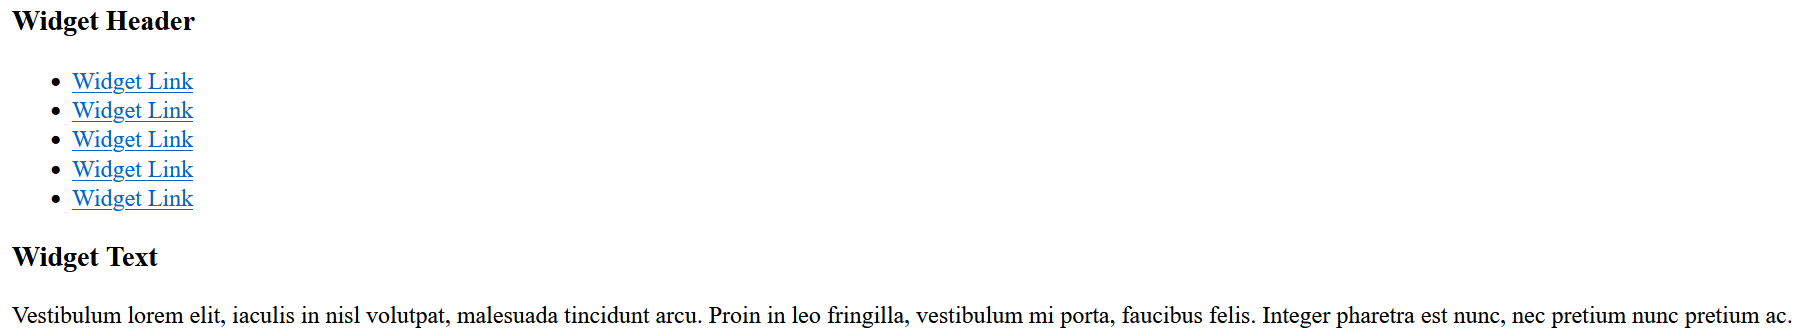 Widget Header
Widget Link
Widget Link
Widget Link
Widget Link
Widget Link
Widget Text
Vestibulum lorem elit, iaculis in nisl volutpat, malesuada tincidunt arcu. Proin in leo fringilla, vestibulum mi porta, faucibus felis. Integer pharetra est nunc, nec pretium nunc pretium ac.